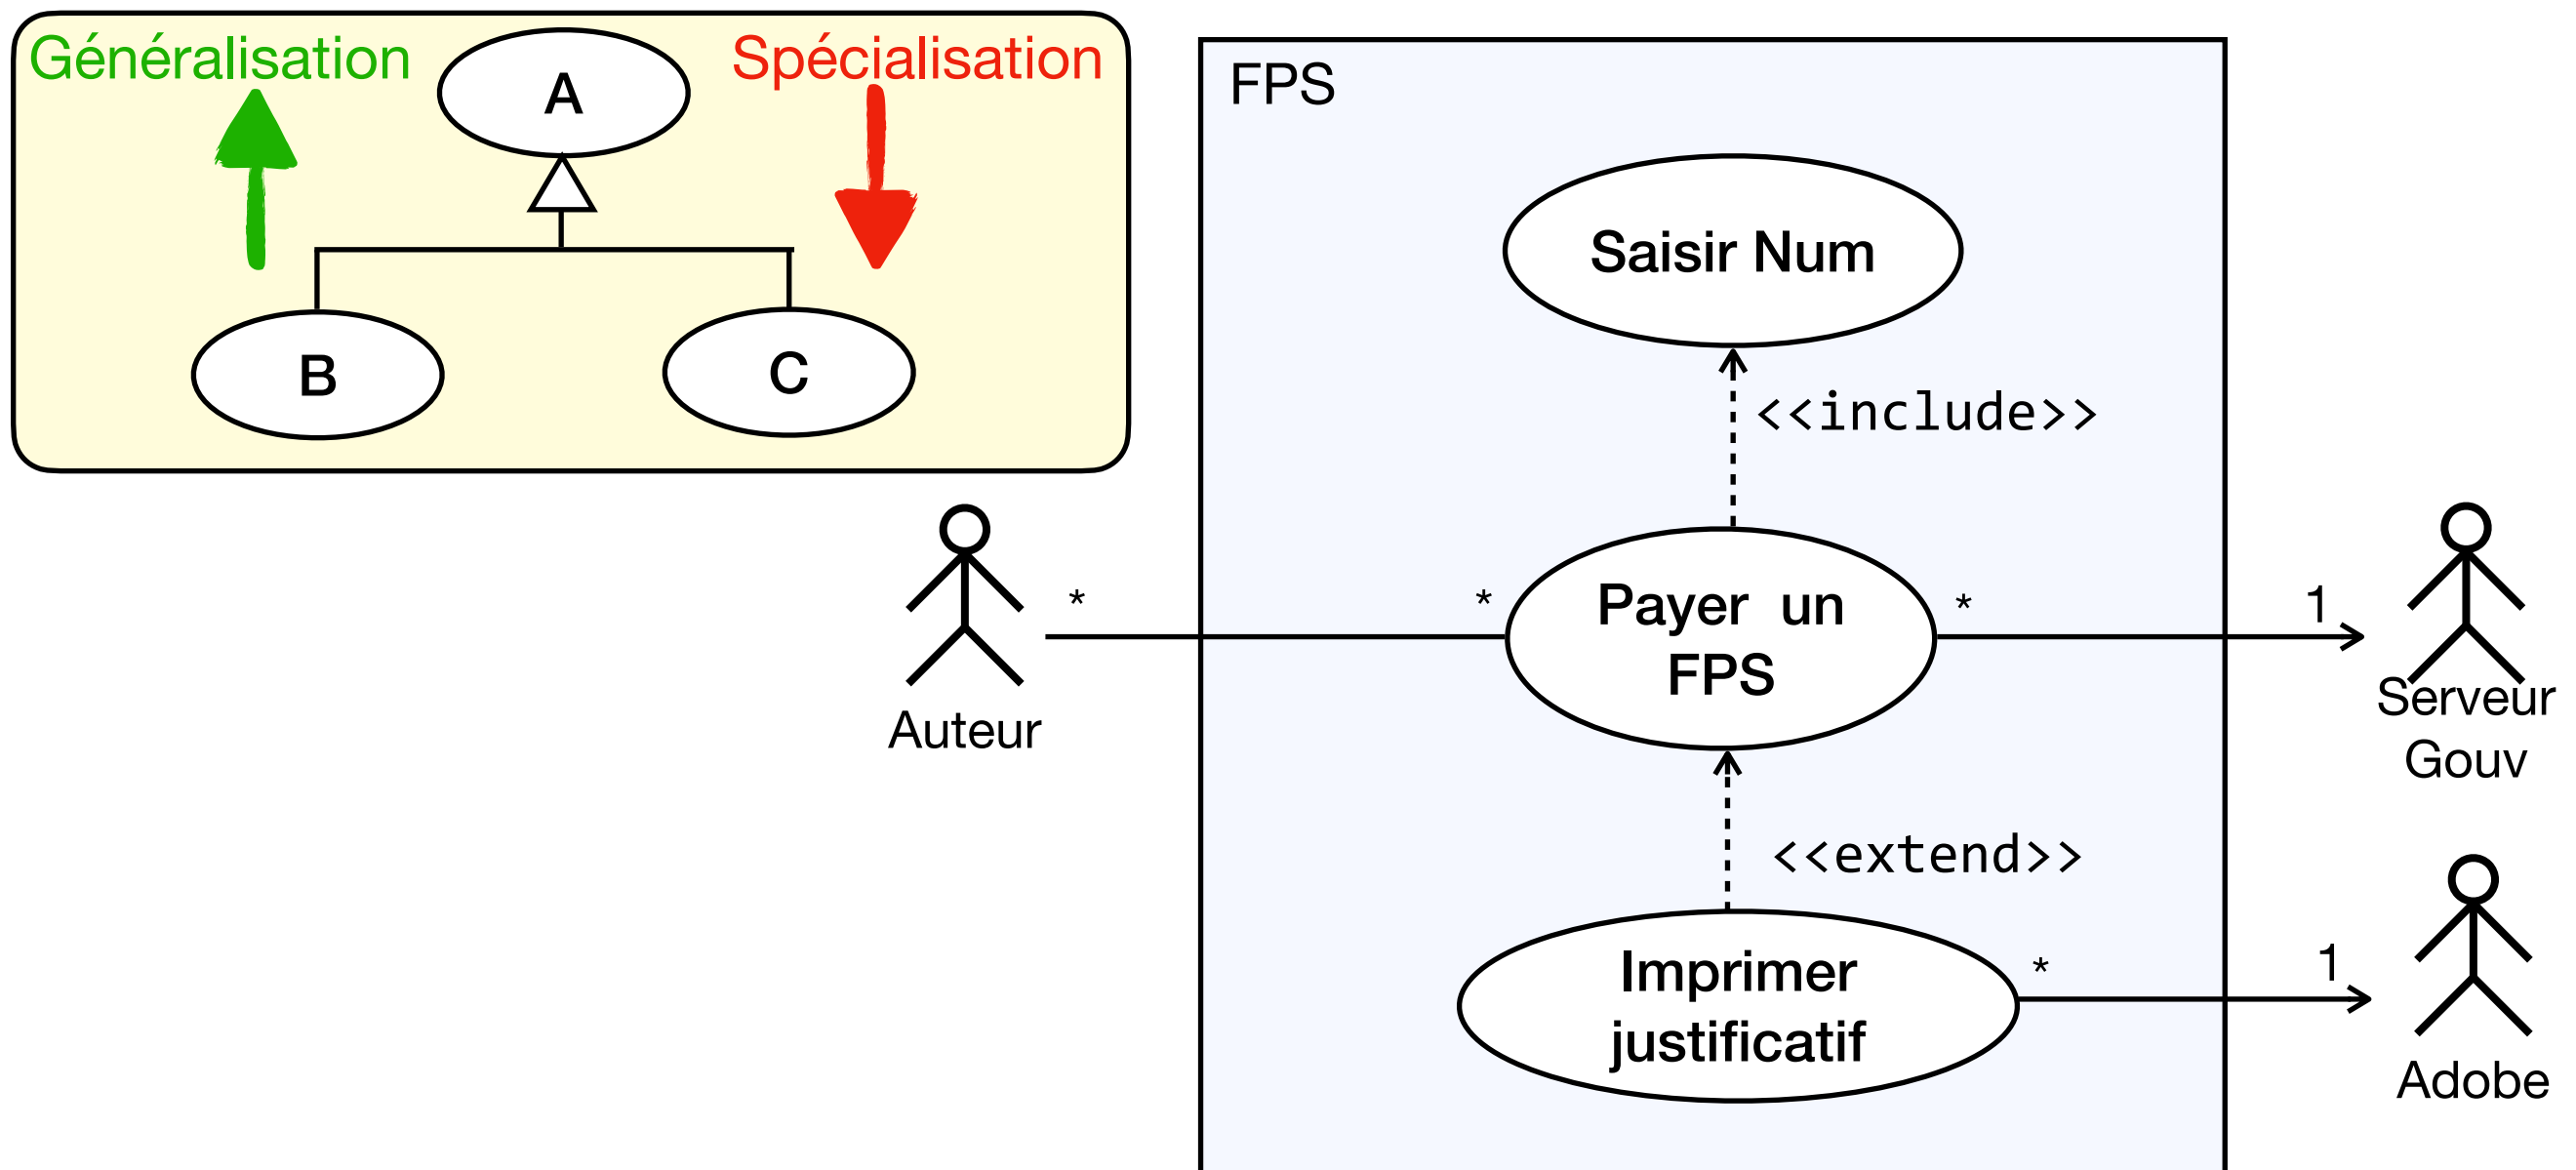 Généralisation
A
Spécialisation
B
C
FPS
Saisir Num
<<include>>
Auteur
*
*
Payer un
FPS
*
1
Serveur
Gouv
<<extend>>
Imprimer
justificatif
*
1
Adobe